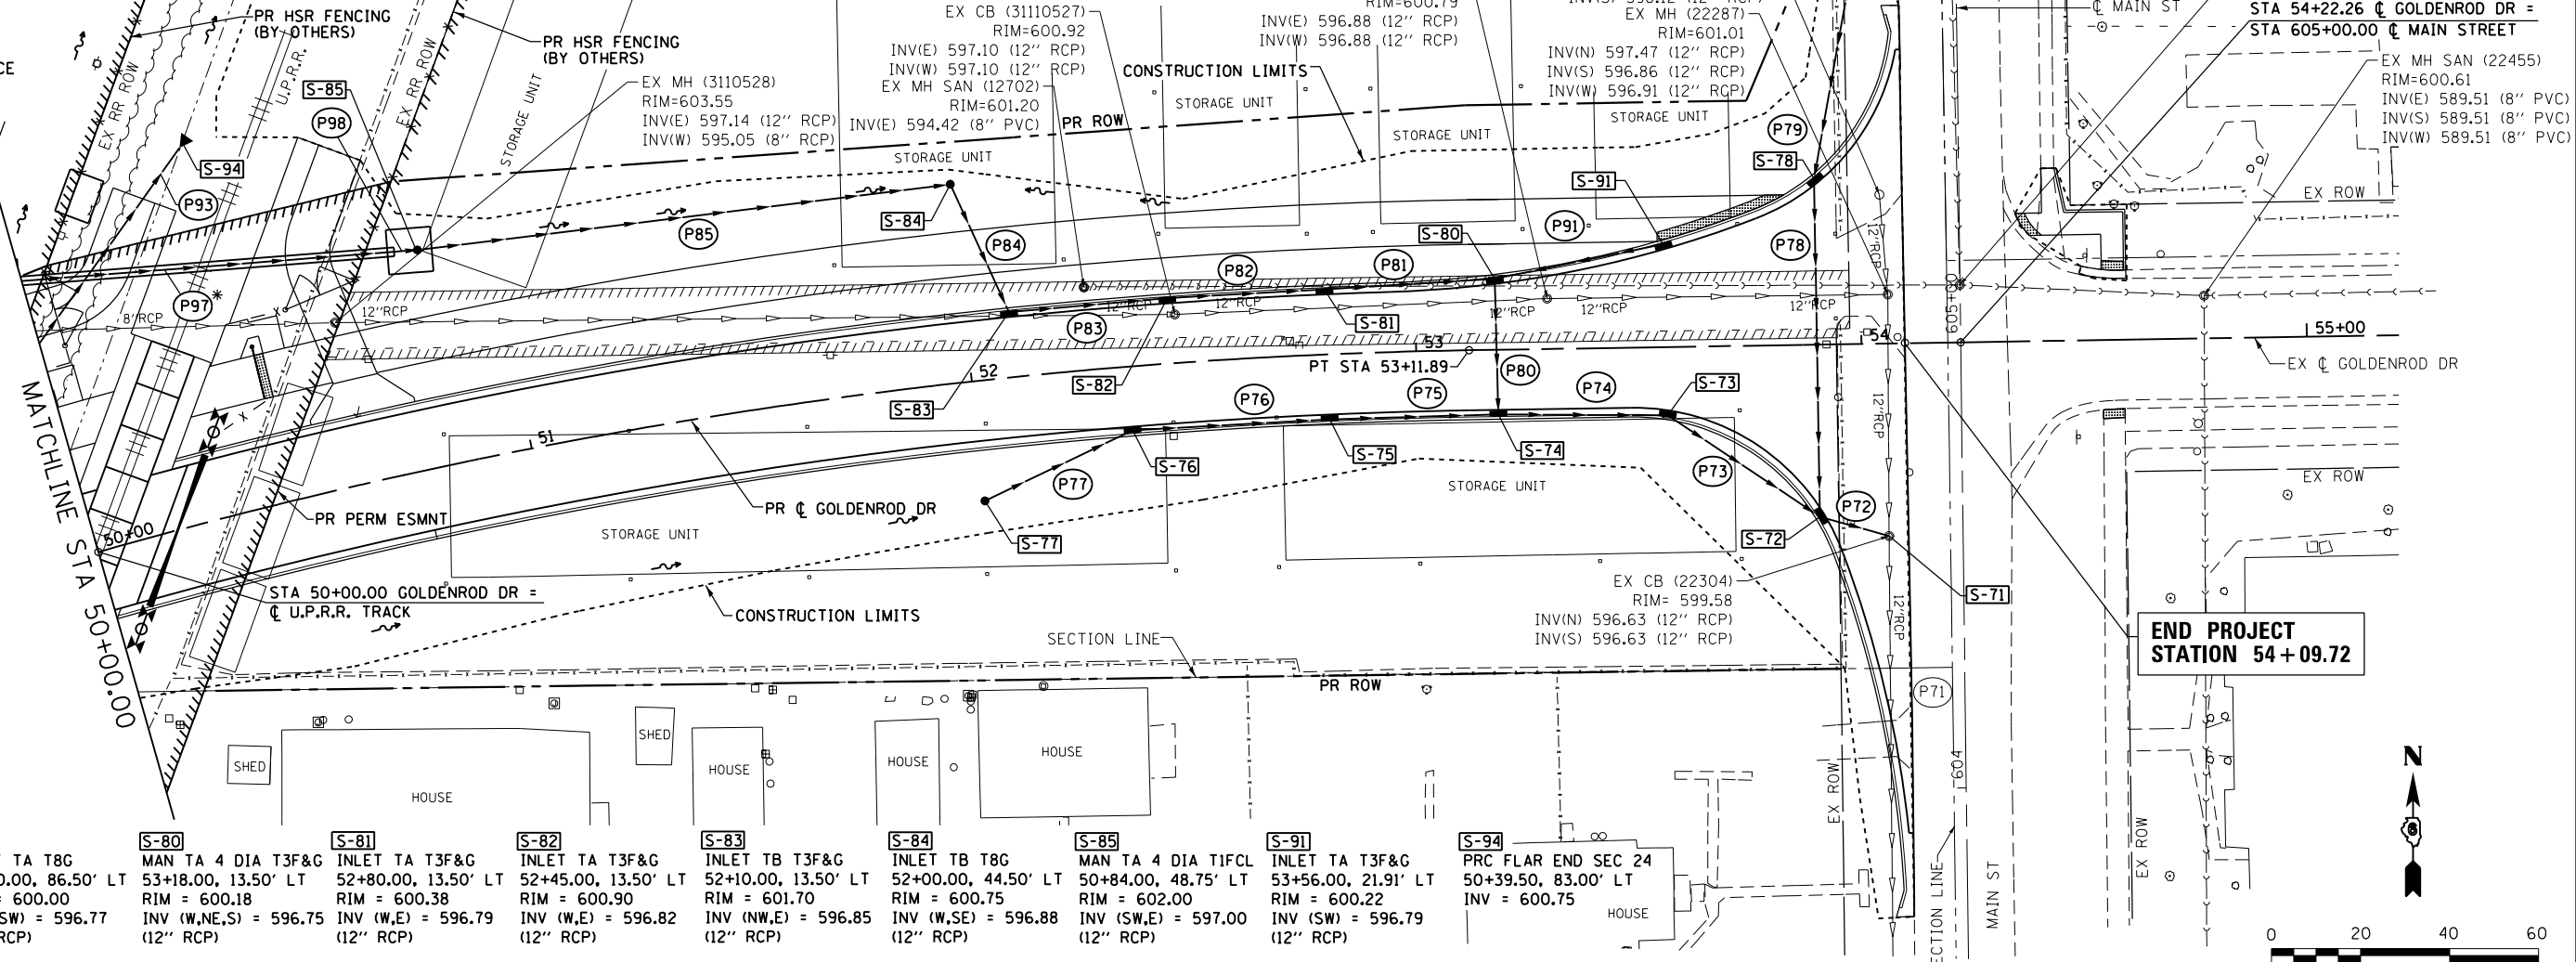 PR HSR FENCING
(BY OTHERS)
PR HSR FENCING
(BY OTHERS)
EX RR ROW
U.P.R.R.
EX RR ROW
STORAGE UNIT
EX CB (31110527)
RIM=600.92
INV(E) 597.10 (12'' RCP)
INV(W) 597.10 (12'' RCP)
EX MH SAN (12702)
RIM=601.20
INV(E) 594.42 (8'' PVC)
EX MH (3110528)
RIM=603.55
INV(E) 597.14 (12'' RCP)
INV(W) 595.05 (8'' RCP)
RIM=600.79
INV(E) 596.88 (12'' RCP)
INV(W) 596.88 (12'' RCP)
EX MH (22287)
RIM=601.01
INV(N) 597.47 (12'' RCP)
INV(S) 596.86 (12'' RCP)
INV(W) 596.91 (12'' RCP)
CONSTRUCTION LIMITS
STORAGE UNIT
STORAGE UNIT
STORAGE UNIT
STORAGE UNIT
PR ROW
℄ MAIN ST
STA 54+22.26 ℄ GOLDENROD DR =
STA 605+00.00 ℄ MAIN STREET
EX MH SAN (22455)
RIM=600.61
INV(E) 589.51 (8'' PVC)
INV(S) 589.51 (8'' PVC)
INV(W) 589.51 (8'' PVC)
S-85
P98
S-94
P93
P97*
P85
S-84
P84
P83
P82
P81
S-80
S-91
P91
S-78
P79
P78
S-81
S-82
S-83
8''RCP
12''RCP
12''RCP
12''RCP
12''RCP
12''RCP
12''RCP
12''RCP
12''RCP
12''RCP
EX ROW
605+00
55+00
EX ℄ GOLDENROD DR
54
53
52
51
50+00
PT STA 53+11.89
P80
P76
P75
P74
S-73
P73
S-76
S-75
S-74
P77
S-77
PR ℄ GOLDENROD DR
PR PERM ESMNT
STORAGE UNIT
STORAGE UNIT
P72
S-72
S-71
EX ROW
MATCHLINE STA 50+00.00
STA 50+00.00 GOLDENROD DR =
℄ U.P.R.R. TRACK
CONSTRUCTION LIMITS
EX CB (22304)
RIM= 599.58
INV(N) 596.63 (12'' RCP)
INV(S) 596.63 (12'' RCP)
SECTION LINE
END PROJECT
STATION 54+09.72
PR ROW
P71
SHED
HOUSE
SHED
HOUSE
HOUSE
HOUSE
HOUSE
EX ROW
604
SECTION LINE
MAIN ST
EX ROW
N
TA T8G
0.00, 86.50' LT
= 600.00
SW) = 596.77
RCP)
S-80
MAN TA 4 DIA T3F&G
53+18.00, 13.50' LT
RIM = 600.18
INV (W,NE,S) = 596.75
(12'' RCP)
S-81
INLET TA T3F&G
52+80.00, 13.50' LT
RIM = 600.38
INV (W,E) = 596.79
(12'' RCP)
S-82
INLET TA T3F&G
52+45.00, 13.50' LT
RIM = 600.90
INV (W,E) = 596.82
(12'' RCP)
S-83
INLET TB T3F&G
52+10.00, 13.50' LT
RIM = 601.70
INV (NW,E) = 596.85
(12'' RCP)
S-84
INLET TB T8G
52+00.00, 44.50' LT
RIM = 600.75
INV (W,SE) = 596.88
(12'' RCP)
S-85
MAN TA 4 DIA T1FCL
50+84.00, 48.75' LT
RIM = 602.00
INV (SW,E) = 597.00
(12'' RCP)
S-91
INLET TA T3F&G
53+56.00, 21.91' LT
RIM = 600.22
INV (SW) = 596.79
(12'' RCP)
S-94
PRC FLAR END SEC 24
50+39.50, 83.00' LT
INV = 600.75
0 20 40 60